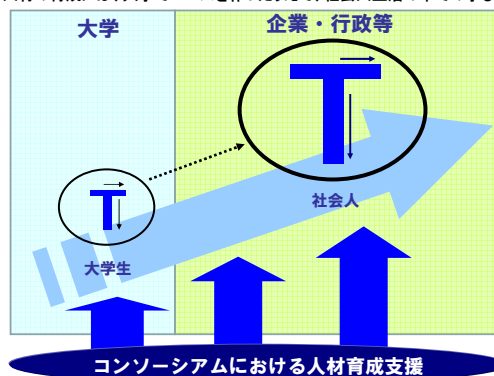 大学
企業・行政等
社会人
大学生
コンソーシアムにおける人材育成支援